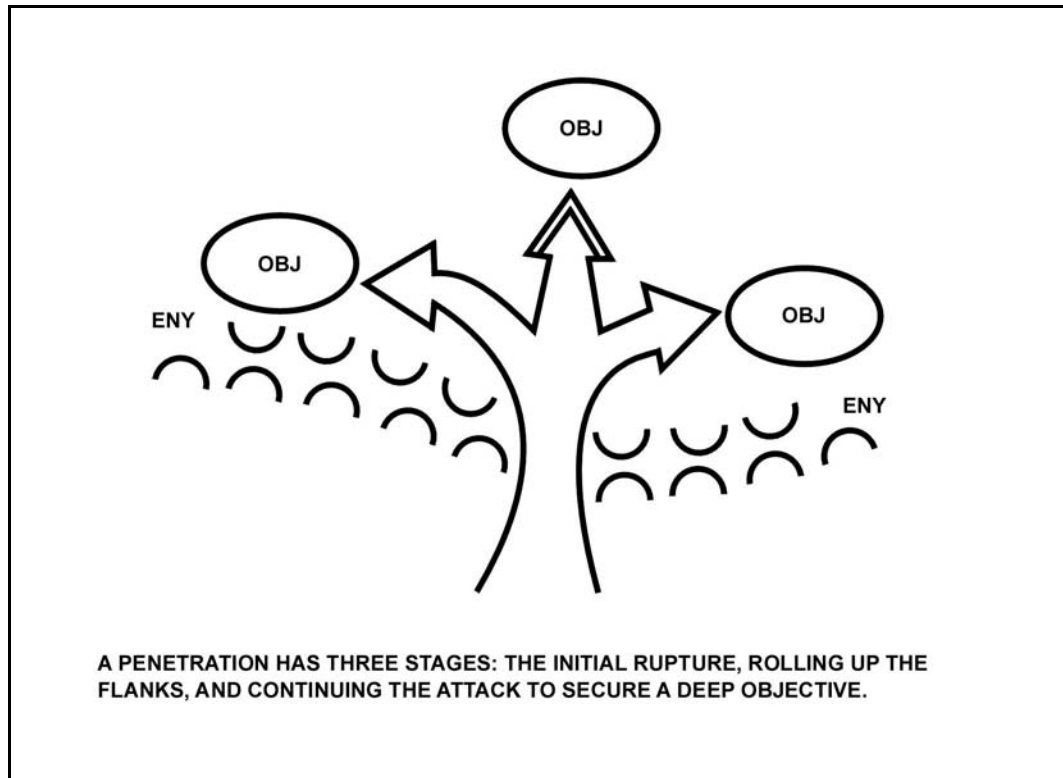 OBJ
OBJ
OBJ
ENY
ENY
A PENETRATION HAS THREE STAGES: THE INITIAL RUPTURE, ROLLING UP THE
FLANKS, AND CONTINUING THE ATTACK TO SECURE A DEEP OBJECTIVE.